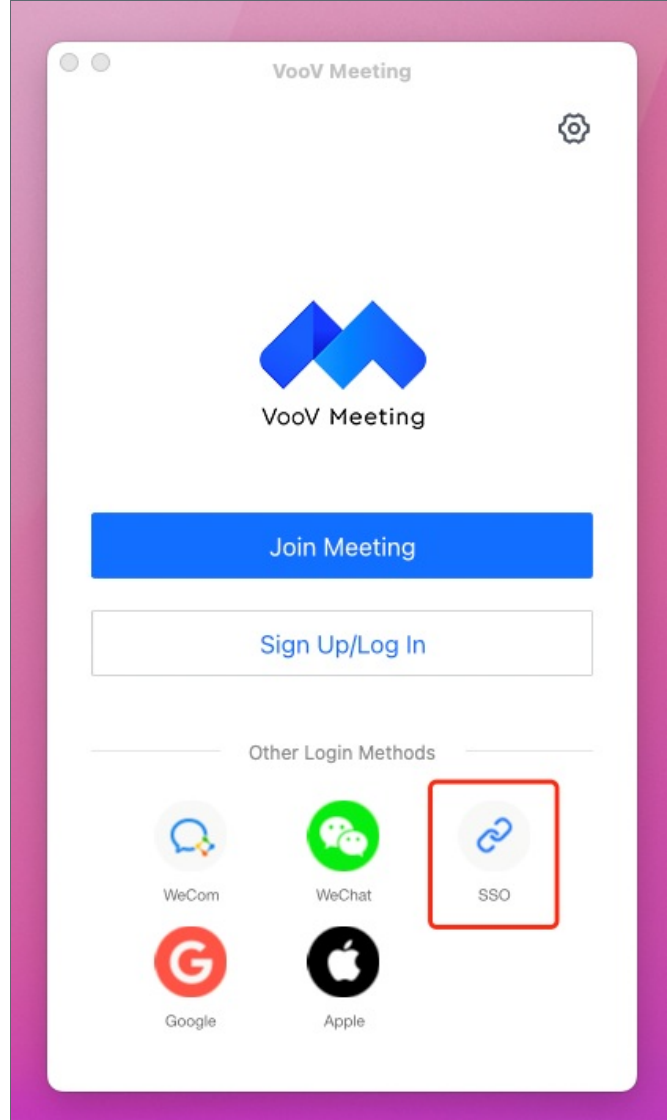 VooV Meeting
VooV Meeting
Join Meeting
Sign Up/Log In
Other Login Methods
WeCom WeChat SSO
Google Apple